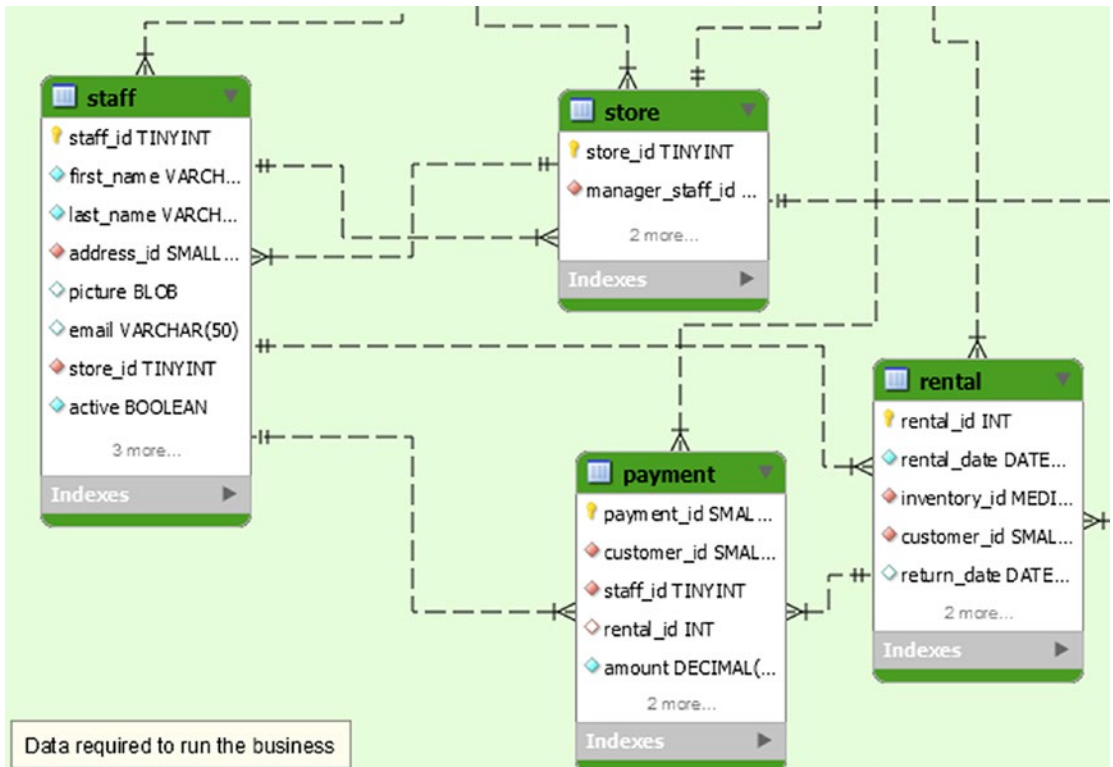 staff
staff_id TINYINT
first_name VARCH...
last_name VARCH...
address_id SMALL...
picture BLOB
email VARCHAR(50)
store_id TINYINT
active BOOLEAN
3 more...
Indexes
store
store_id TINYINT
manager_staff_id ...
2 more...
Indexes
payment
payment_id SMAL...
customer_id SMAL...
staff_id TINYINT
rental_id INT
amount DECIMAL(...
2 more...
Indexes
rental
rental_id INT
rental_date DATE...
inventory_id MEDI...
customer_id SMAL...
return_date DATE...
2 more...
Indexes
Data required to run the business